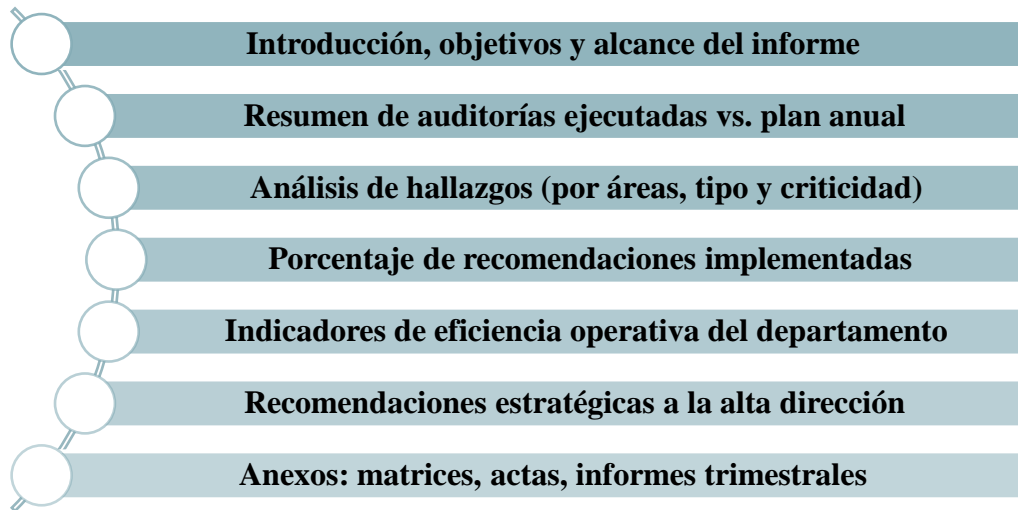 Introducción, objetivos y alcance del informe
Resumen de auditorías ejecutadas vs. plan anual
Análisis de hallazgos (por áreas, tipo y criticidad)
Porcentaje de recomendaciones implementadas
Indicadores de eficiencia operativa del departamento
Recomendaciones estratégicas a la alta dirección
Anexos: matrices, actas, informes trimestrales